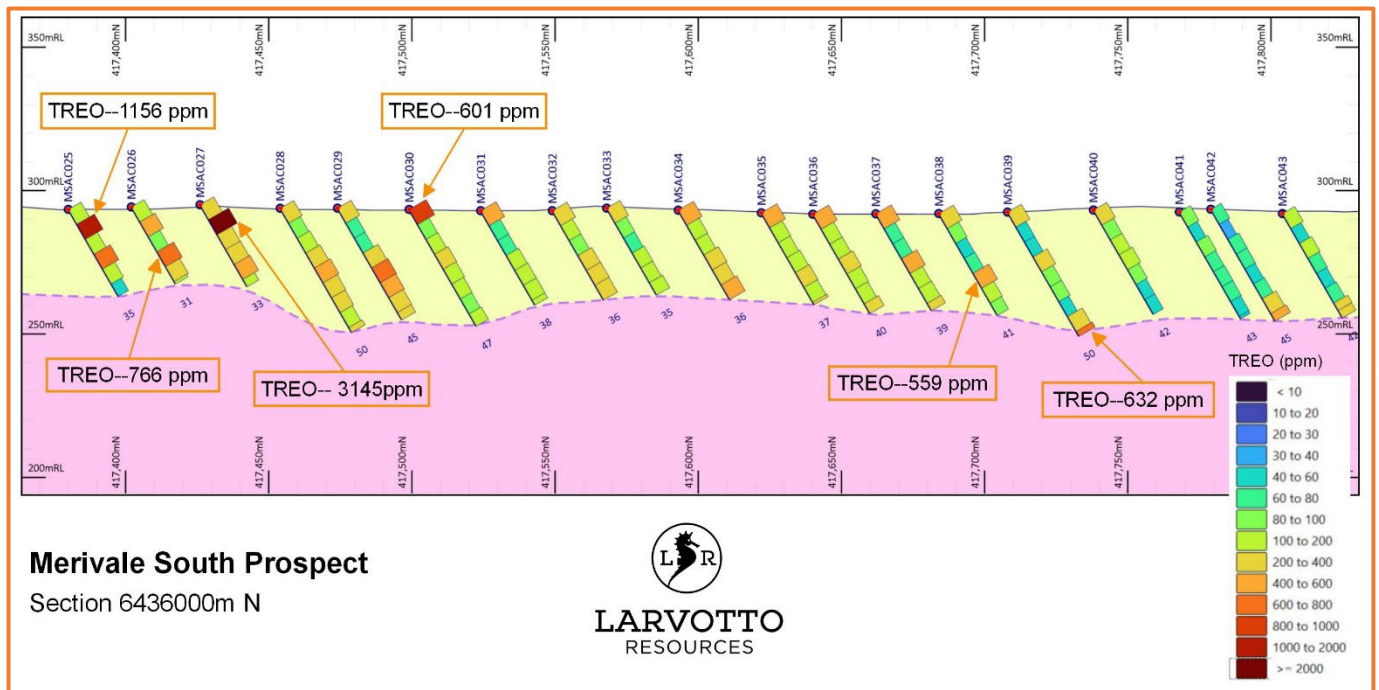 417,400mN
417,450mN
417,500mN
417,550mN
417,600mN
417,650mN
417,700mN
417,750mN
417,800mN
350mRL
350mRL
TREO--1156 ppm
TREO--601 ppm
MSAC025
MSAC026
MSAC027
MSAC028
MSAC029
MSAC030
MSAC031
MSAC032
MSAC033
MSAC034
MSAC035
MSAC036
MSAC037
MSAC038
MSAC039
MSAC040
MSAC041
MSAC042
MSAC043
300mRL
300mRL
35
31
33
50
45
47
38
36
35
36
37
40
39
41
50
42
43
45
250mRL
250mRL
TREO--766 ppm
TREO-- 3145ppm
TREO--559 ppm
TREO--632 ppm
200mRL
417,400mN
417,450mN
417,500mN
417,550mN
417,600mN
417,650mN
417,700mN
417,750mN
TREO (ppm)
< 10
10 to 20
20 to 30
30 to 40
40 to 60
60 to 80
80 to 100
100 to 200
200 to 400
400 to 600
600 to 800
800 to 1000
1000 to 2000
>= 2000
Merivale South Prospect
Section 6436000m N
L R
LARVOTTO
RESOURCES